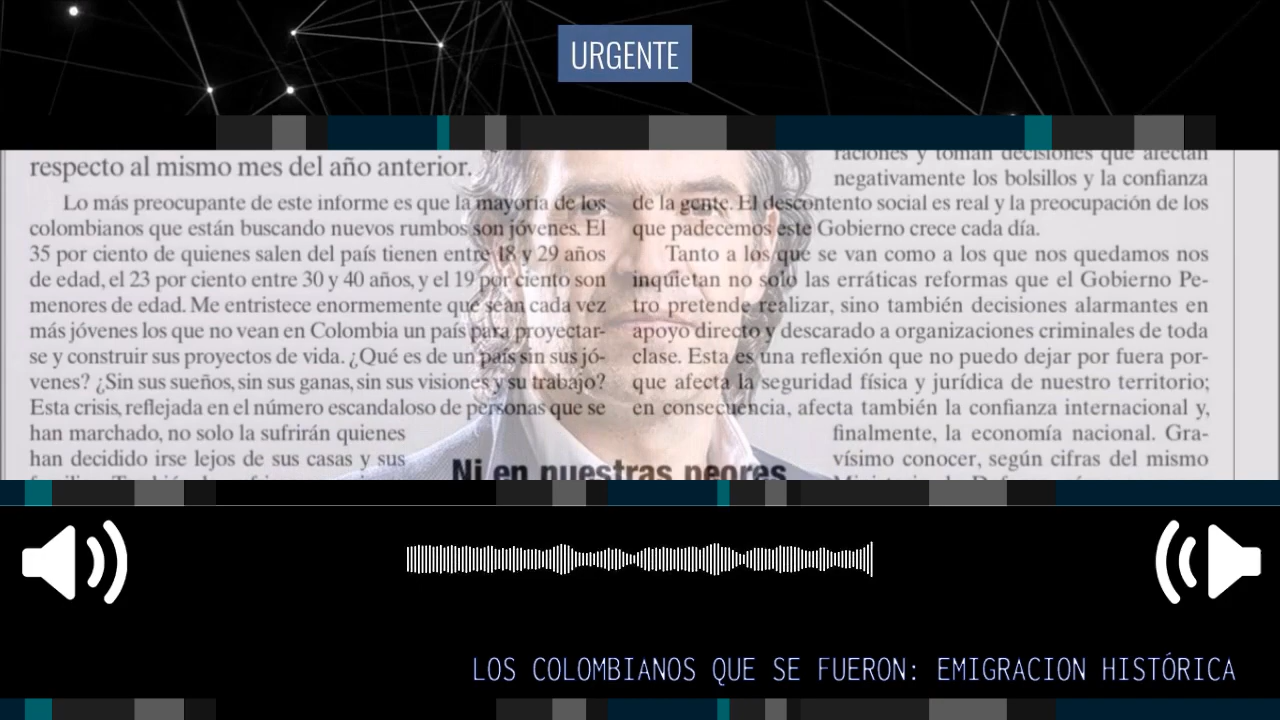 URGENTE
respecto al mismo mes del año anterior.
Lo más preocupante de este informe es que la mayoría de los
colombianos que están buscando nuevos rumbos son jóvenes. El
35 por ciento de quienes salen del país tienen entre 18 y 29 años
de edad, el 23 por ciento entre 30 y 40 años, y el 19 por ciento son
menores de edad. Me entristece enormemente que sean cada vez
más jóvenes los que no vean en Colombia un país para proyectar-
se y construir sus proyectos de vida. ¿Qué es de un país sin sus jó-
venes? ¿Sin sus sueños, sin sus ganas, sin sus visiones y su trabajo?
Esta crisis, reflejada en el número escandaloso de personas que se
han marchado, no solo la sufrirán quienes
han decidido irse lejos de sus casas y sus
Ni en nuestras peores
raciones y toman decisiones que afectan
negativamente los bolsillos y la confianza
de la gente. El descontento social es real y la preocupación de los
que padecemos este Gobierno crece cada día.
Tanto a los que se van como a los que nos quedamos nos
inquietan no solo las erráticas reformas que el Gobierno Pe-
tro pretende realizar, sino también decisiones alarmantes en
apoyo directo y descarado a organizaciones criminales de toda
clase. Esta es una reflexión que no puedo dejar por fuera por-
que afecta la seguridad física y jurídica de nuestro territorio;
en consecuencia, afecta también la confianza internacional y,
finalmente, la economía nacional. Gra-
vísimo conocer, según cifras del mismo
LOS COLOMBIANOS QUE SE FUERON: EMIGRACION HISTÓRICA